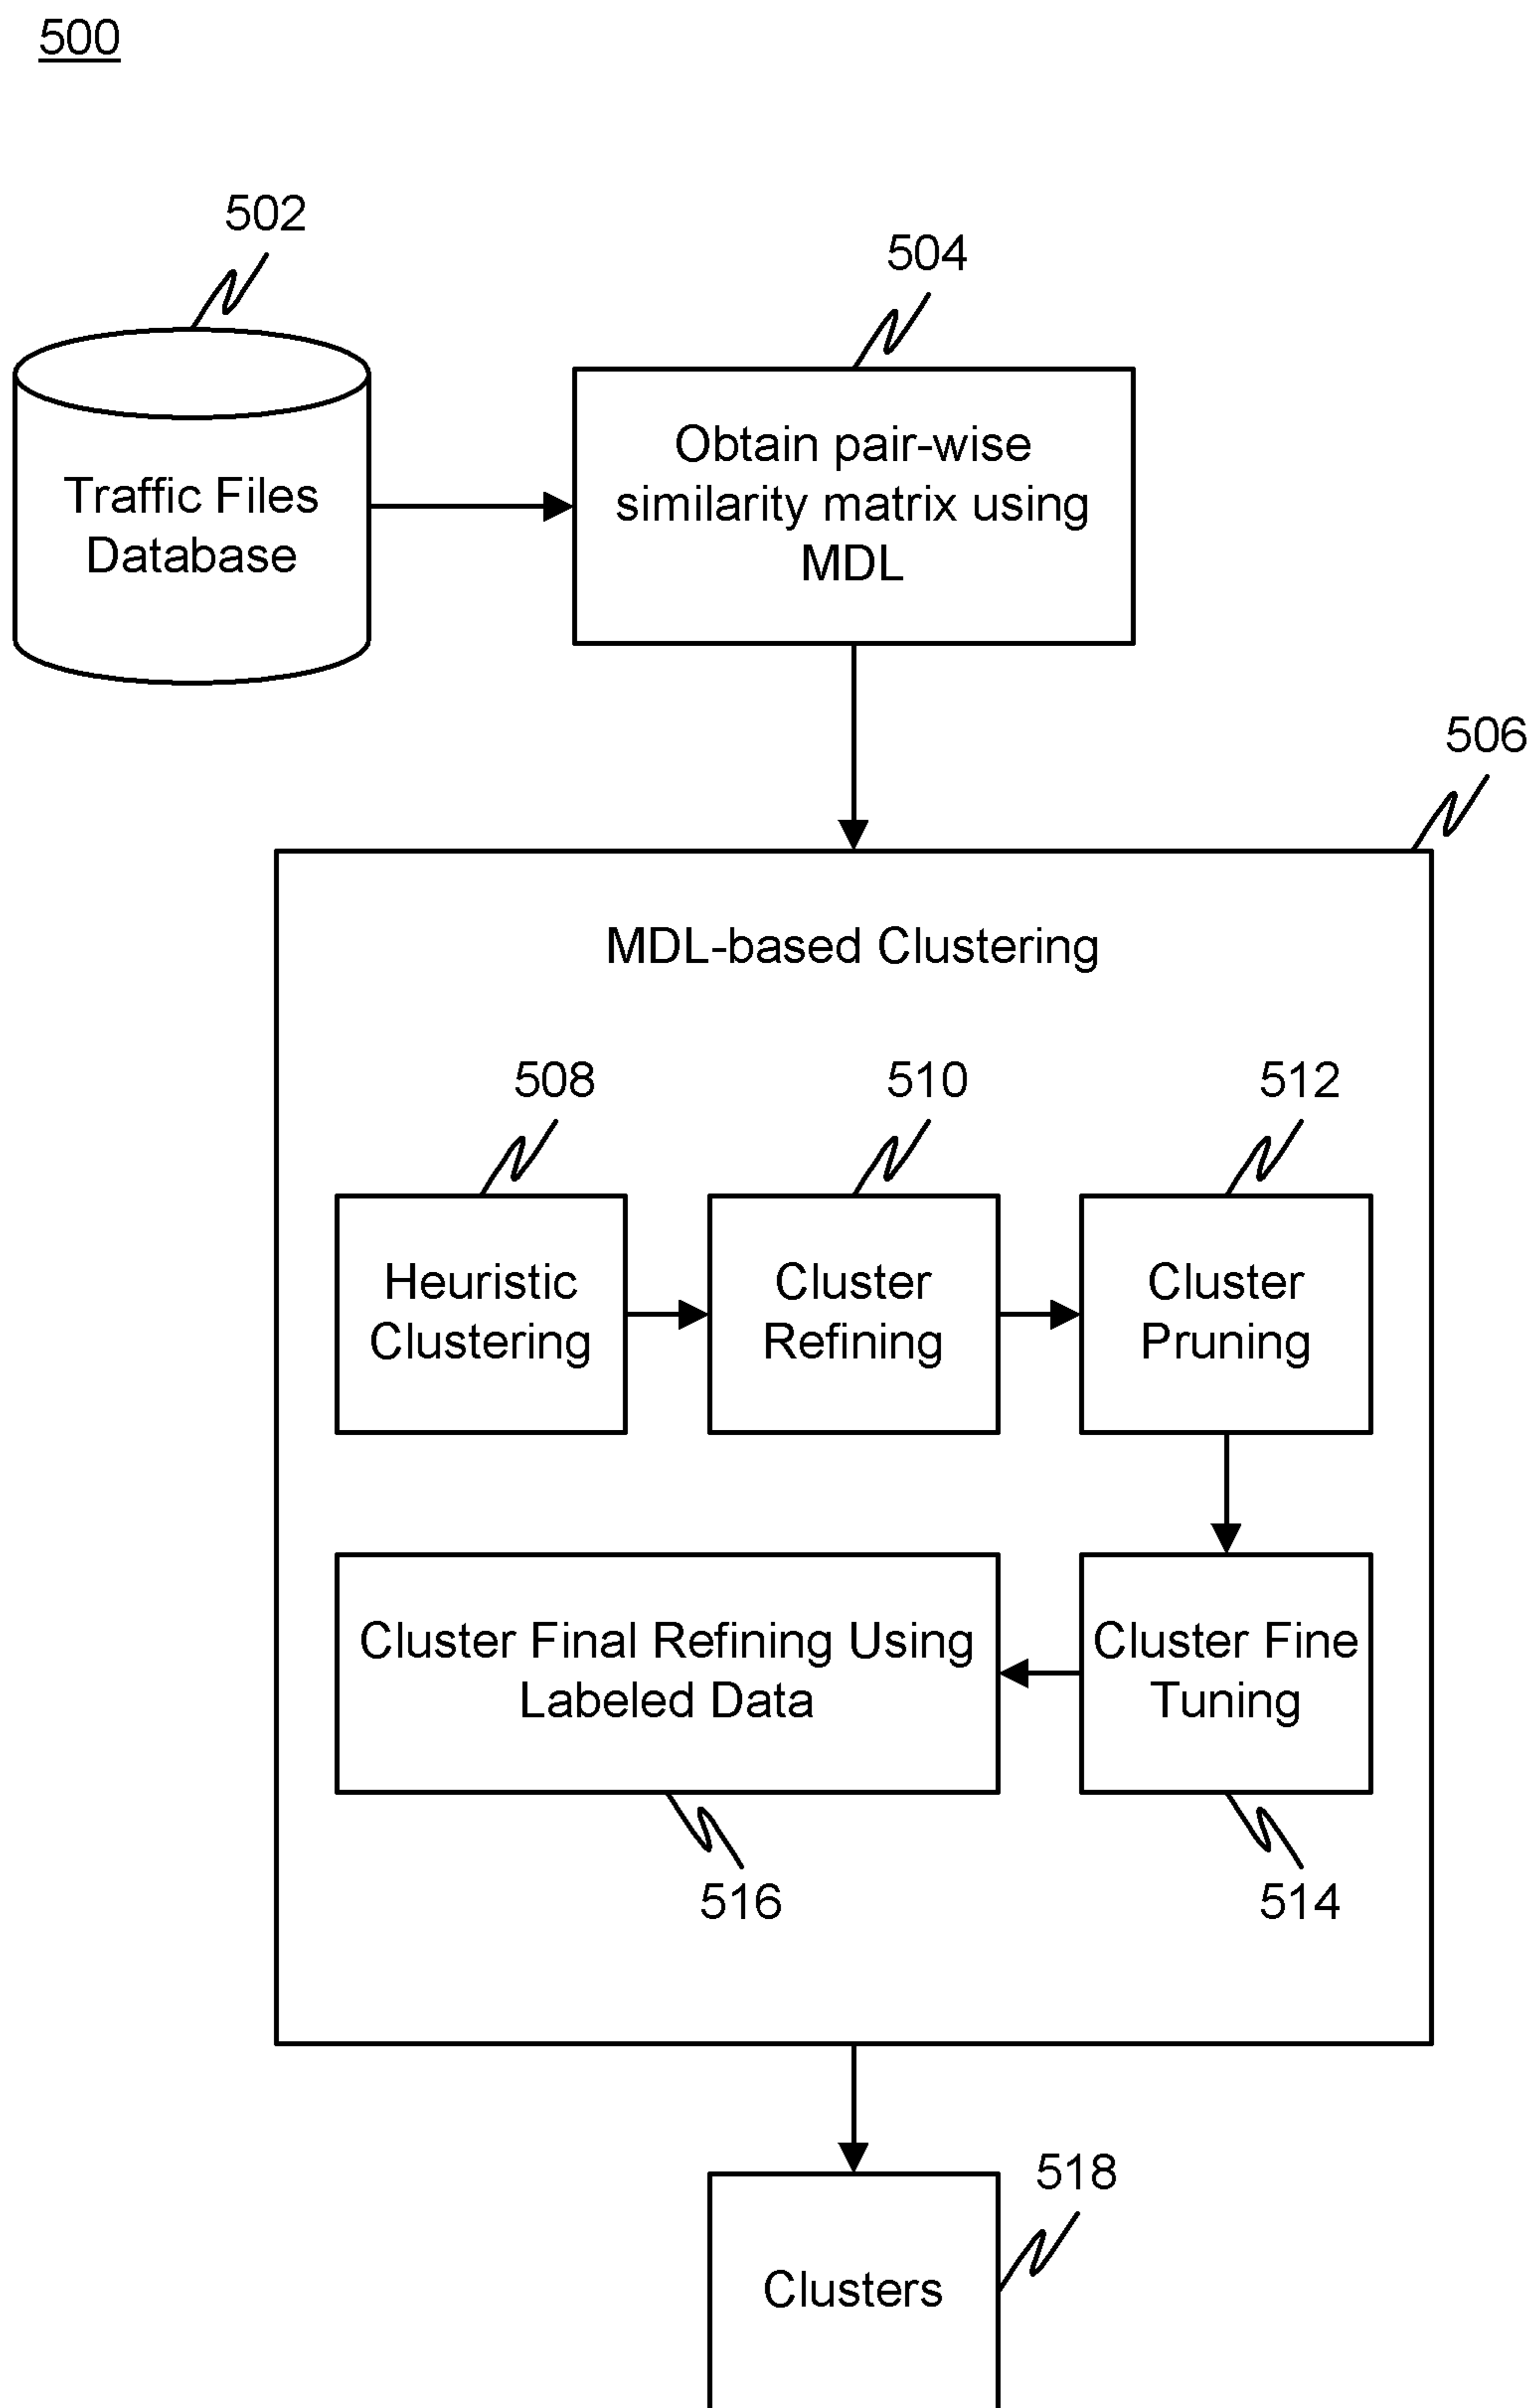 500
502
504
Traffic Files
Database
Obtain pair-wise
similarity matrix using
MDL
506
MDL-based Clustering
508
510
512
Heuristic
Clustering
Cluster
Refining
Cluster
Pruning
Cluster Final Refining Using
Labeled Data
Cluster Fine
Tuning
516
514
518
Clusters